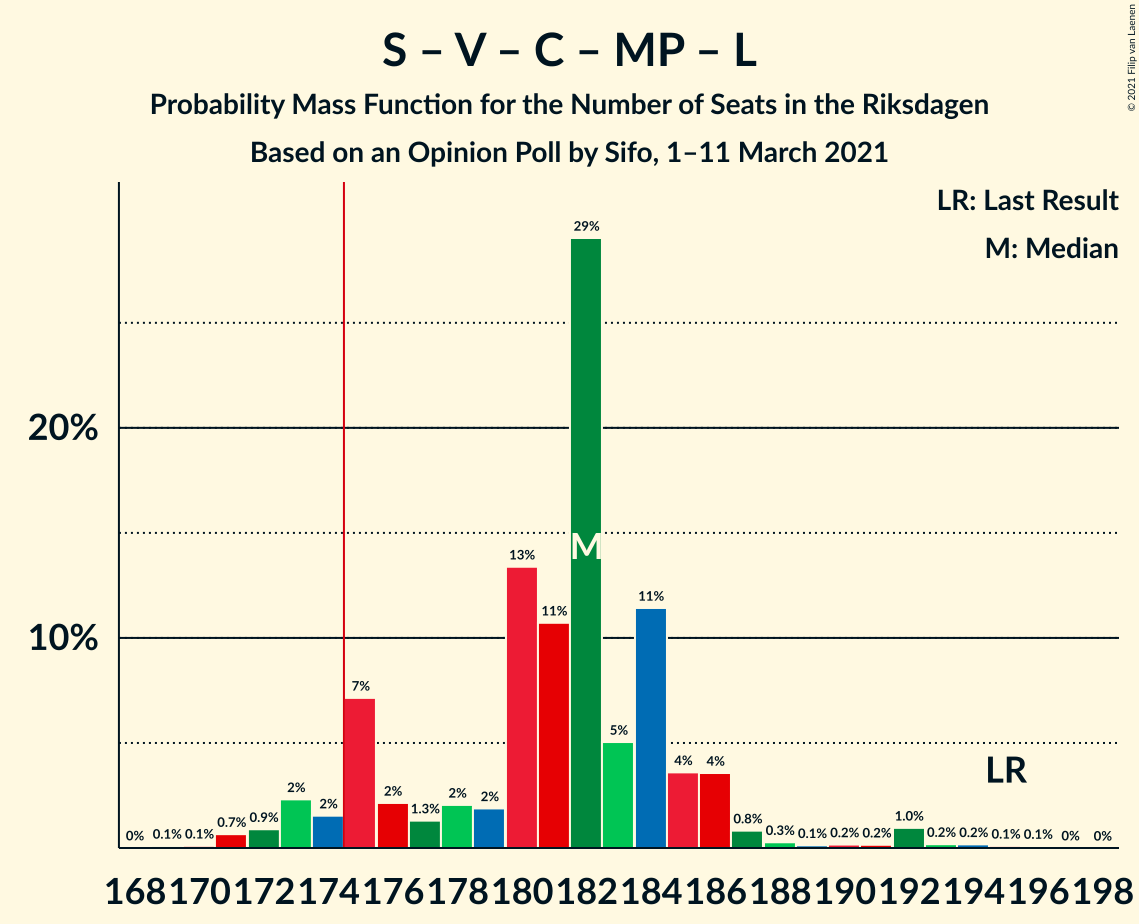 S – V – C – MP – L
Probability Mass Function for the Number of Seats in the Riksdagen
Based on an Opinion Poll by Sifo, 1–11 March 2021
© 2021 Filip van Laenen
LR: Last Result
M: Median
20%
10%
0% 0.1% 0.1% 0.7% 0.9% 2% 2% 7% 2% 1.3% 2% 2% 13% 11% 29% 5% 11% 4% 4% 0.8% 0.3% 0.1% 0.2% 0.2% 1.0% 0.2% 0.2% 0.1% 0.1% 0% 0%
M
LR
168 170 172 174 176 178 180 182 184 186 188 190 192 194 196 198